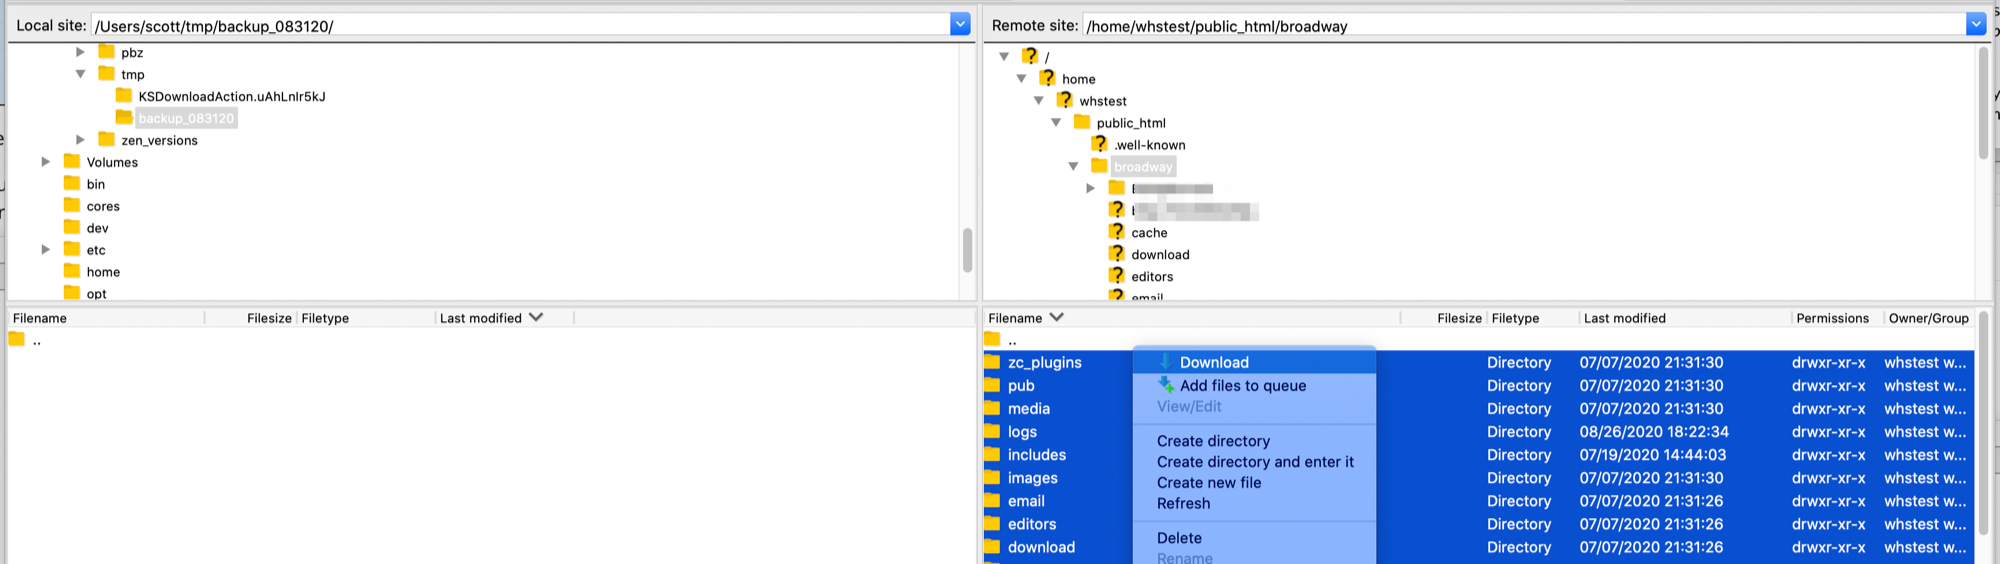 Local site: /Users/scott/tmp/backup_083120/
pbz
tmp
KSDownloadAction.uAhLnIr5kJ
backup_083120
zen_versions
Volumes
bin
cores
dev
etc
home
opt
Filename Filesize Filetype Last modified
..
Remote site: /home/whstest/public_html/broadway
/
home
whstest
public_html
.well-known
broadway
cache
download
editors
email
Filename Filesize Filetype Last modified Permissions Owner/Group
..
zc_plugins Directory 07/07/2020 21:31:30 drwxr-xr-x whstest w...
pub Directory 07/07/2020 21:31:30 drwxr-xr-x whstest w...
media Directory 07/07/2020 21:31:30 drwxr-xr-x whstest w...
logs Directory 08/26/2020 18:22:34 drwxr-xr-x whstest w...
includes Directory 07/19/2020 14:44:03 drwxr-xr-x whstest w...
images Directory 07/07/2020 21:31:30 drwxr-xr-x whstest w...
email Directory 07/07/2020 21:31:26 drwxr-xr-x whstest w...
editors Directory 07/07/2020 21:31:26 drwxr-xr-x whstest w...
download Directory 07/07/2020 21:31:26 drwxr-xr-x whstest w...
Download
Add files to queue
View/Edit
Create directory
Create directory and enter it
Create new file
Refresh
Delete
Rename